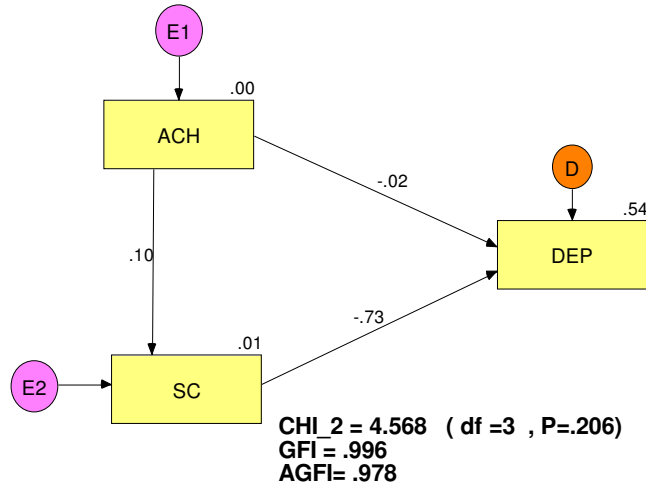 E1
.00
ACH
-.02
D
.54
DEP
.10
-.73
.01
SC
E2
CHI_2 = 4.568 ( df =3 , P=.206)
GFI = .996
AGFI= .978